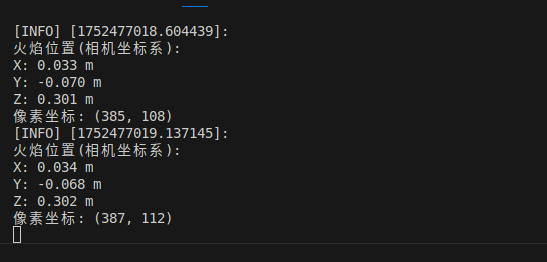 [INFO] [1752477018.604439]:
火焰位置(相机坐标系):
X: 0.033 m
Y: -0.070 m
Z: 0.301 m
像素坐标: (385, 108)
[INFO] [1752477019.137145]:
火焰位置(相机坐标系):
X: 0.034 m
Y: -0.068 m
Z: 0.302 m
像素坐标: (387, 112)